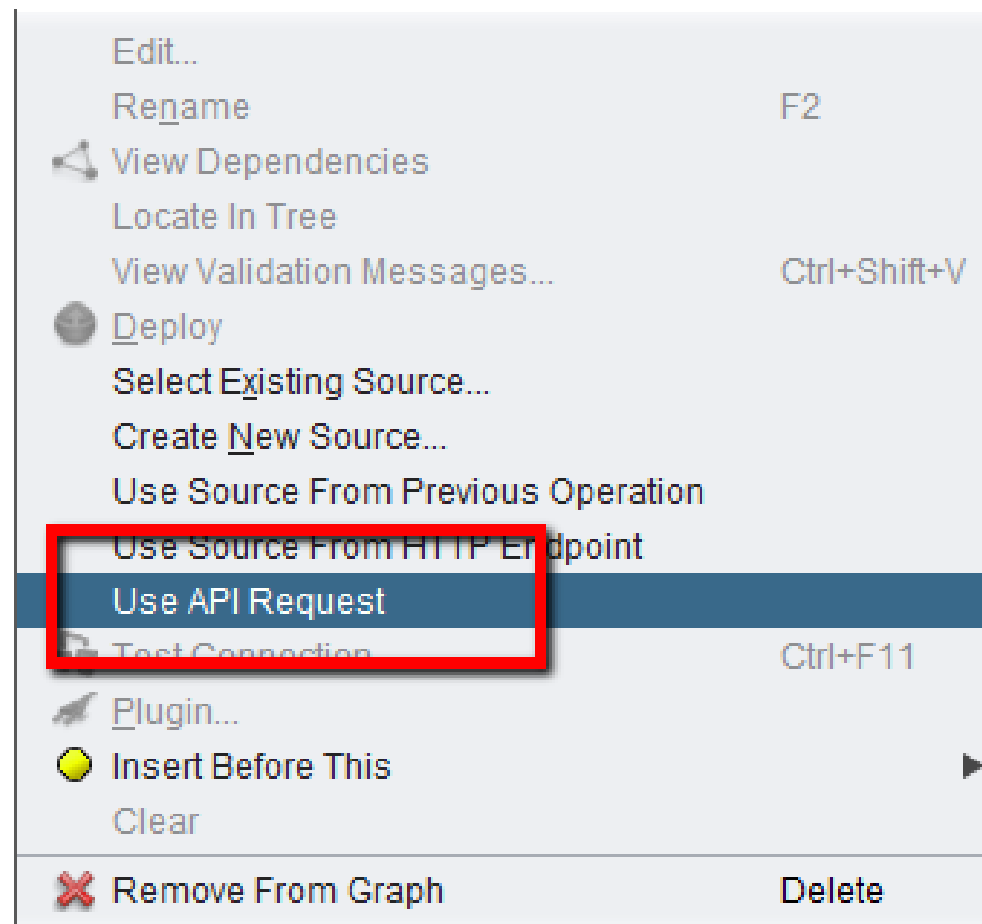 Edit...
Rename F2
View Dependencies
Locate In Tree
View Validation Messages... Ctrl+Shift+V
Deploy
Select Existing Source...
Create New Source...
Use Source From Previous Operation
Use Source From HTTP Endpoint
Use API Request
Test Connection Ctrl+F11
Plugin...
Insert Before This
Clear
Remove From Graph Delete